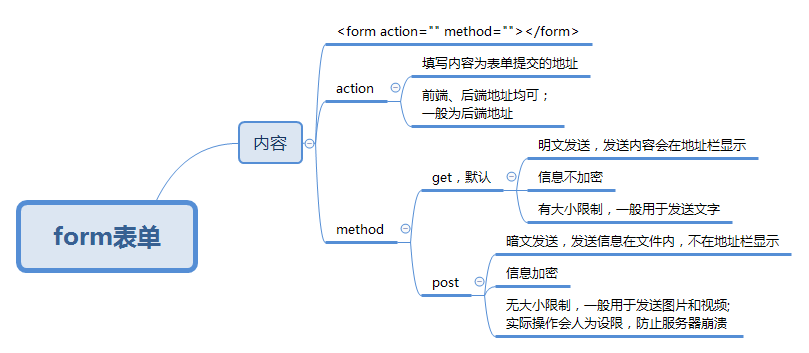 form表单
内容
<form action="" method=""></form>
action
填写内容为表单提交的地址
前端、后端地址均可；
一般为后端地址
method
get，默认
明文发送，发送内容会在地址栏显示
信息不加密
有大小限制，一般用于发送文字
post
暗文发送，发送信息在文件内，不在地址栏显示
信息加密
无大小限制，一般用于发送图片和视频;
实际操作会人为设限，防止服务器崩溃